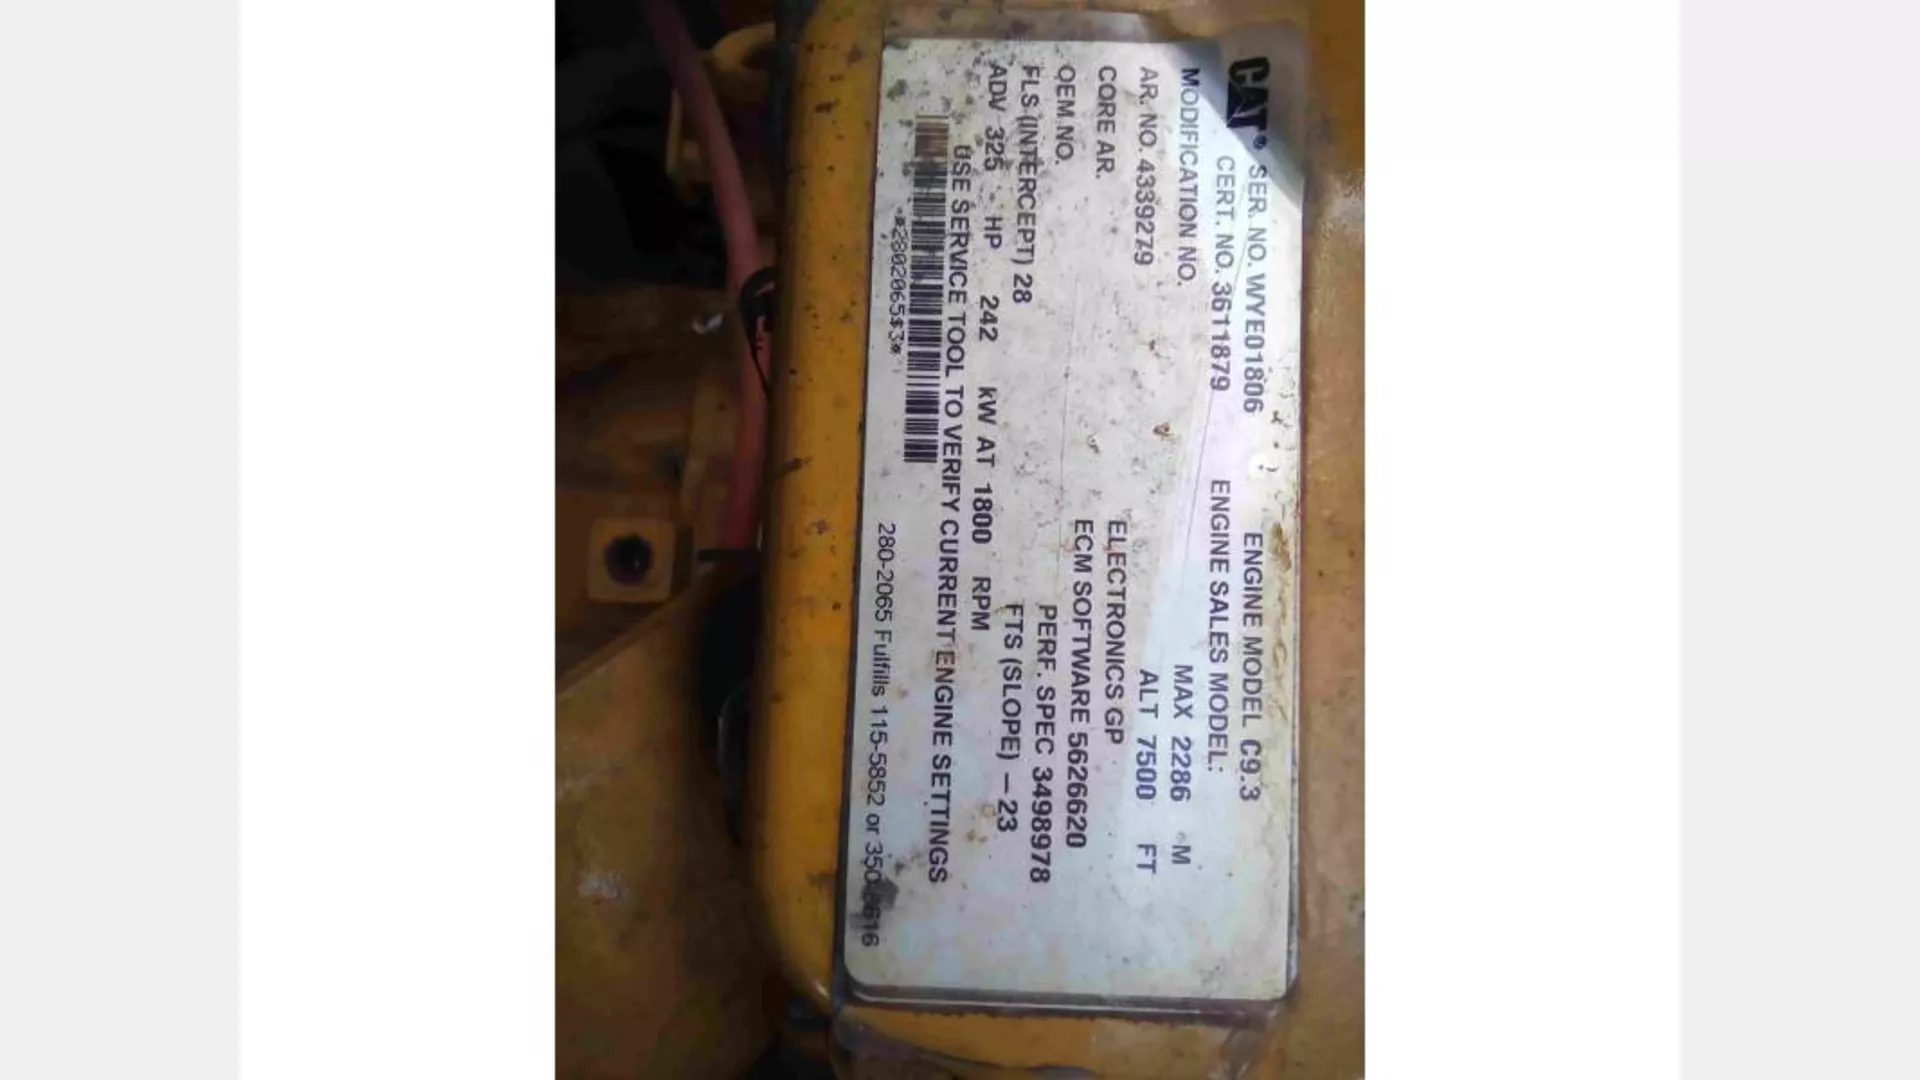 CAT® SER. NO. WYE01806 ENGINE MODEL C9.3
CERT. NO. 3611879 ENGINE SALES MODEL:
MODIFICATION NO. MAX 2286 M
AR. NO. 4339279 ALT 7500 FT
CORE AR. ELECTRONICS GP
OEM NO. ECM SOFTWARE 5626620
PERF. SPEC 3498978
FLS (INTERCEPT) 28 FTS (SLOPE) –23
ADV 325 HP 242 kW AT 1800 RPM
USE SERVICE TOOL TO VERIFY CURRENT ENGINE SETTINGS
*2802065$3*
280-2065 Fulfills 115-5852 or